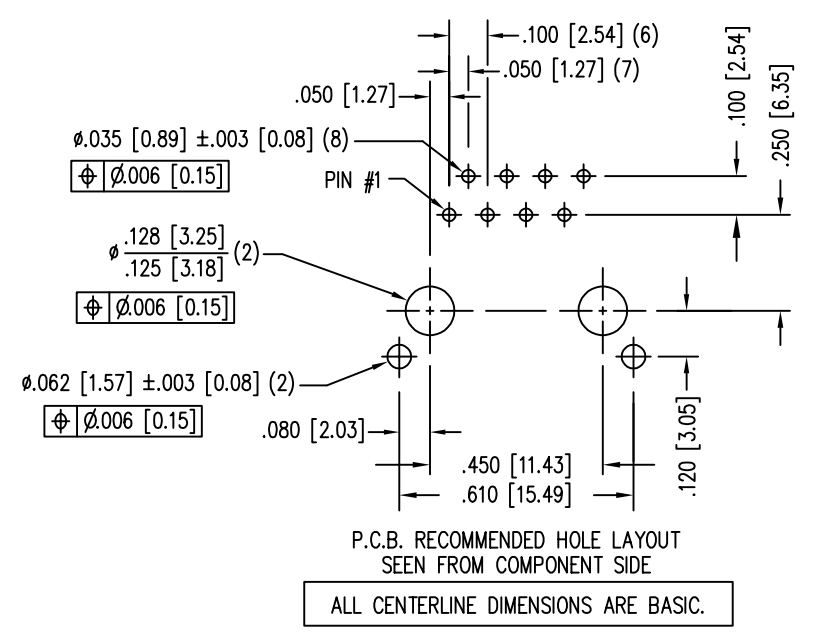 .100 [2.54] (6)
.050 [1.27] (7)
.050 [1.27]
.100 [2.54]
.250 [6.35]
ø.035 [0.89] ±.003 [0.08] (8)
⌖ Ø.006 [0.15]
PIN #1
ø .128 [3.25] (2)
.125 [3.18]
⌖ Ø.006 [0.15]
ø.062 [1.57] ±.003 [0.08] (2)
⌖ Ø.006 [0.15]
.080 [2.03]
.450 [11.43]
.610 [15.49]
.120 [3.05]
P.C.B. RECOMMENDED HOLE LAYOUT
SEEN FROM COMPONENT SIDE
ALL CENTERLINE DIMENSIONS ARE BASIC.